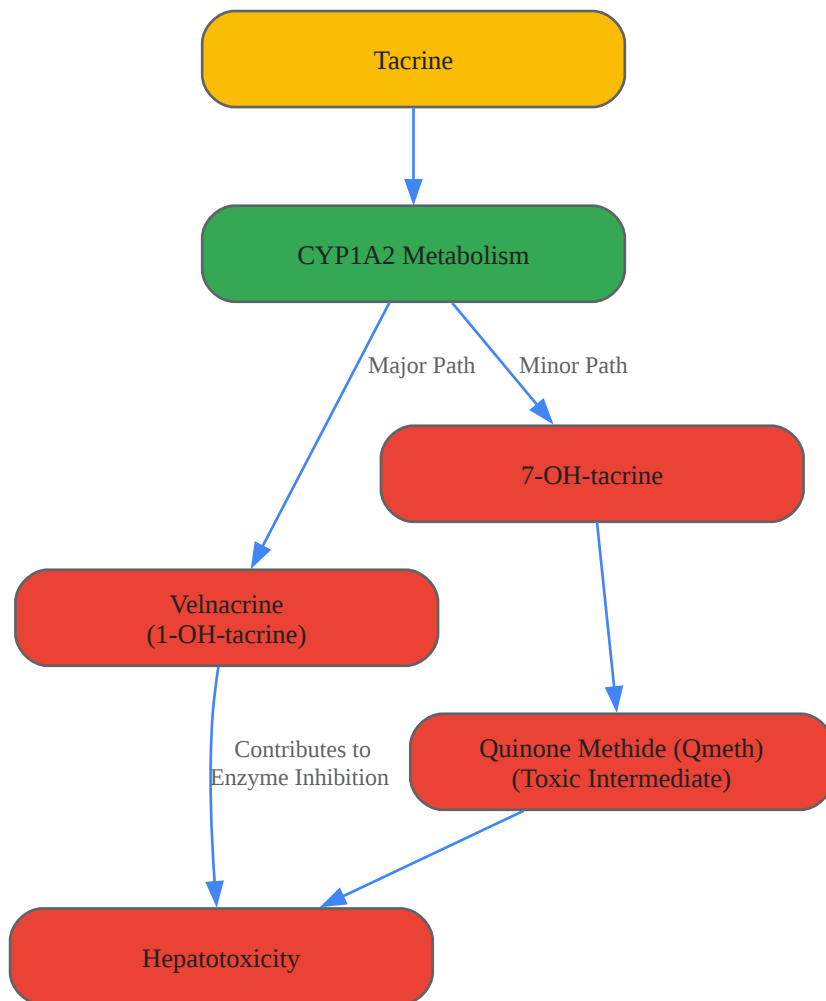 Tacrine
CYP1A2 Metabolism
Major Path
Minor Path
7-OH-tacrine
Velnacrine
(1-OH-tacrine)
Quinone Methide (Qmeth)
(Toxic Intermediate)
Contributes to
Enzyme Inhibition
Hepatotoxicity